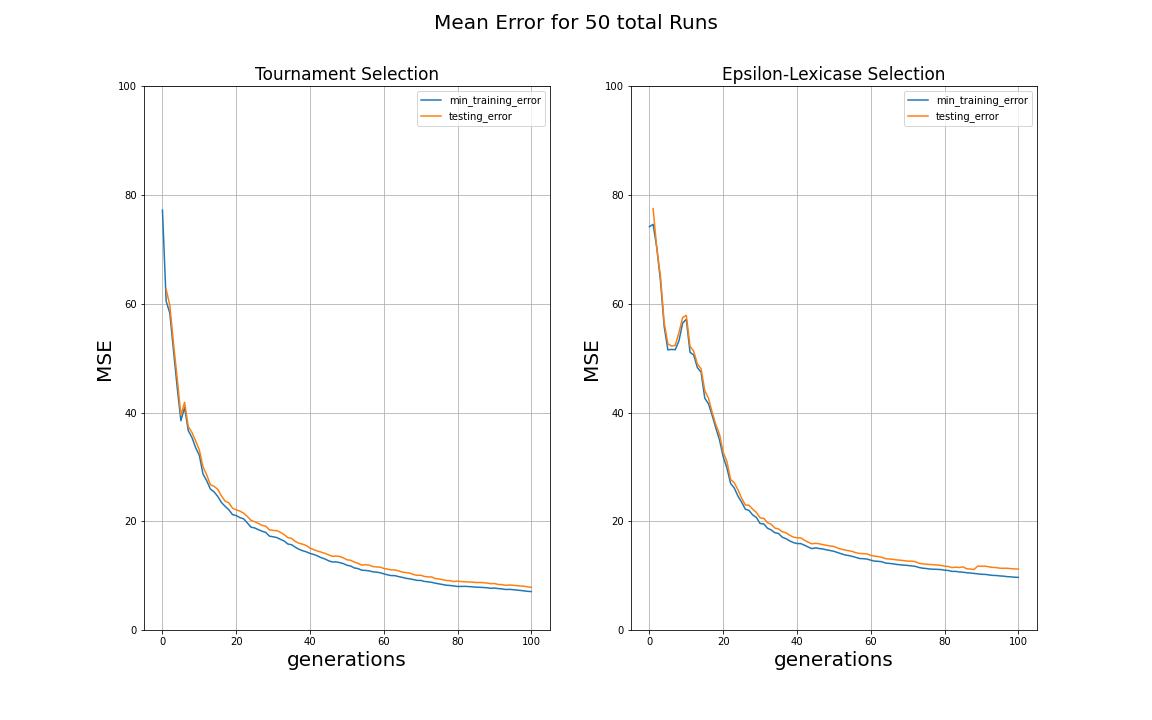 Mean Error for 50 total Runs
Tournament Selection
100
80
60
40
20
0
MSE
min_training_error
testing_error
0 20 40 60 80 100
generations
Epsilon-Lexicase Selection
100
80
60
40
20
0
MSE
min_training_error
testing_error
0 20 40 60 80 100
generations